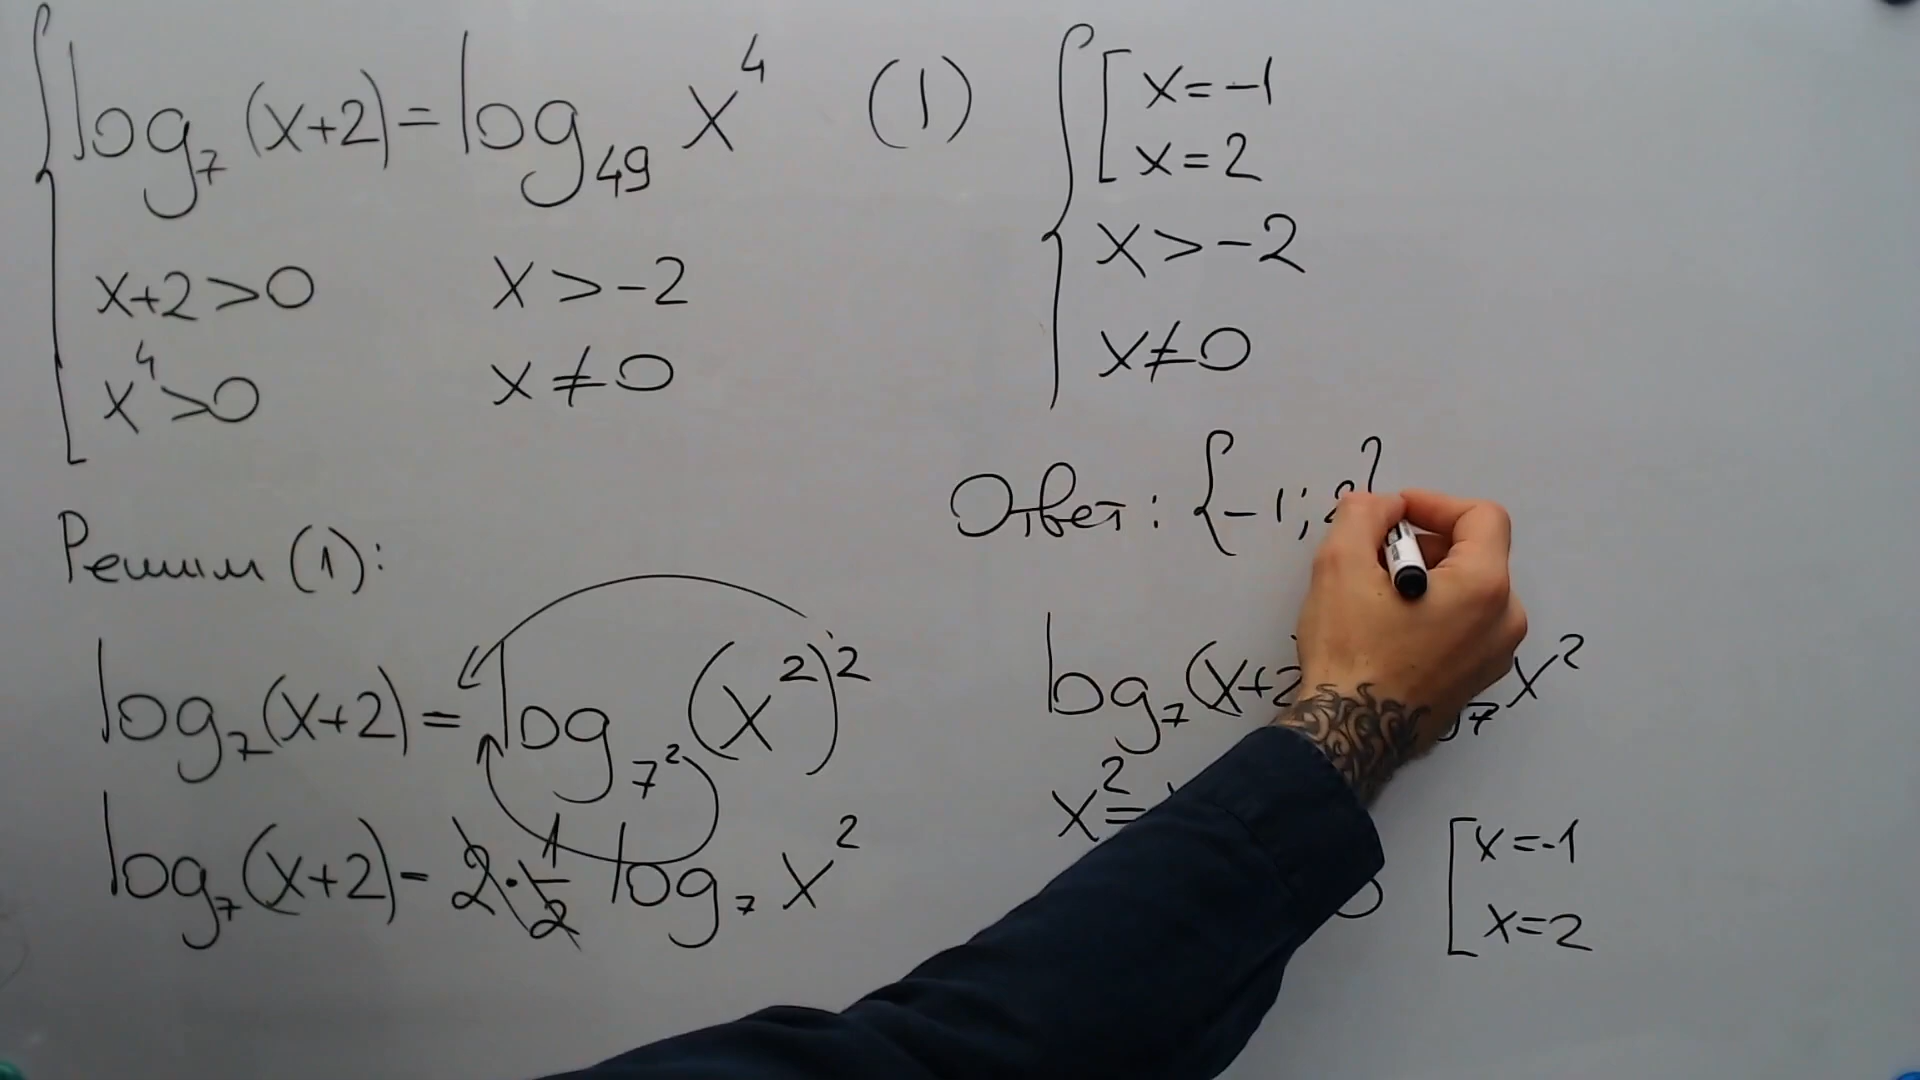 log₇(x+2)=log₄₉ x⁴ (1)
x+2>0 x>-2
x⁴>0 x≠0
Решим (1):
log₇(x+2)=log₇²(x²)²
log₇(x+2)=2·1/2 log₇ x²
[x=-1
x=2
x>-2
x≠0
Ответ: {-1;2}
log₇(x+2 7 x²
x²=
[x=-1
x=2